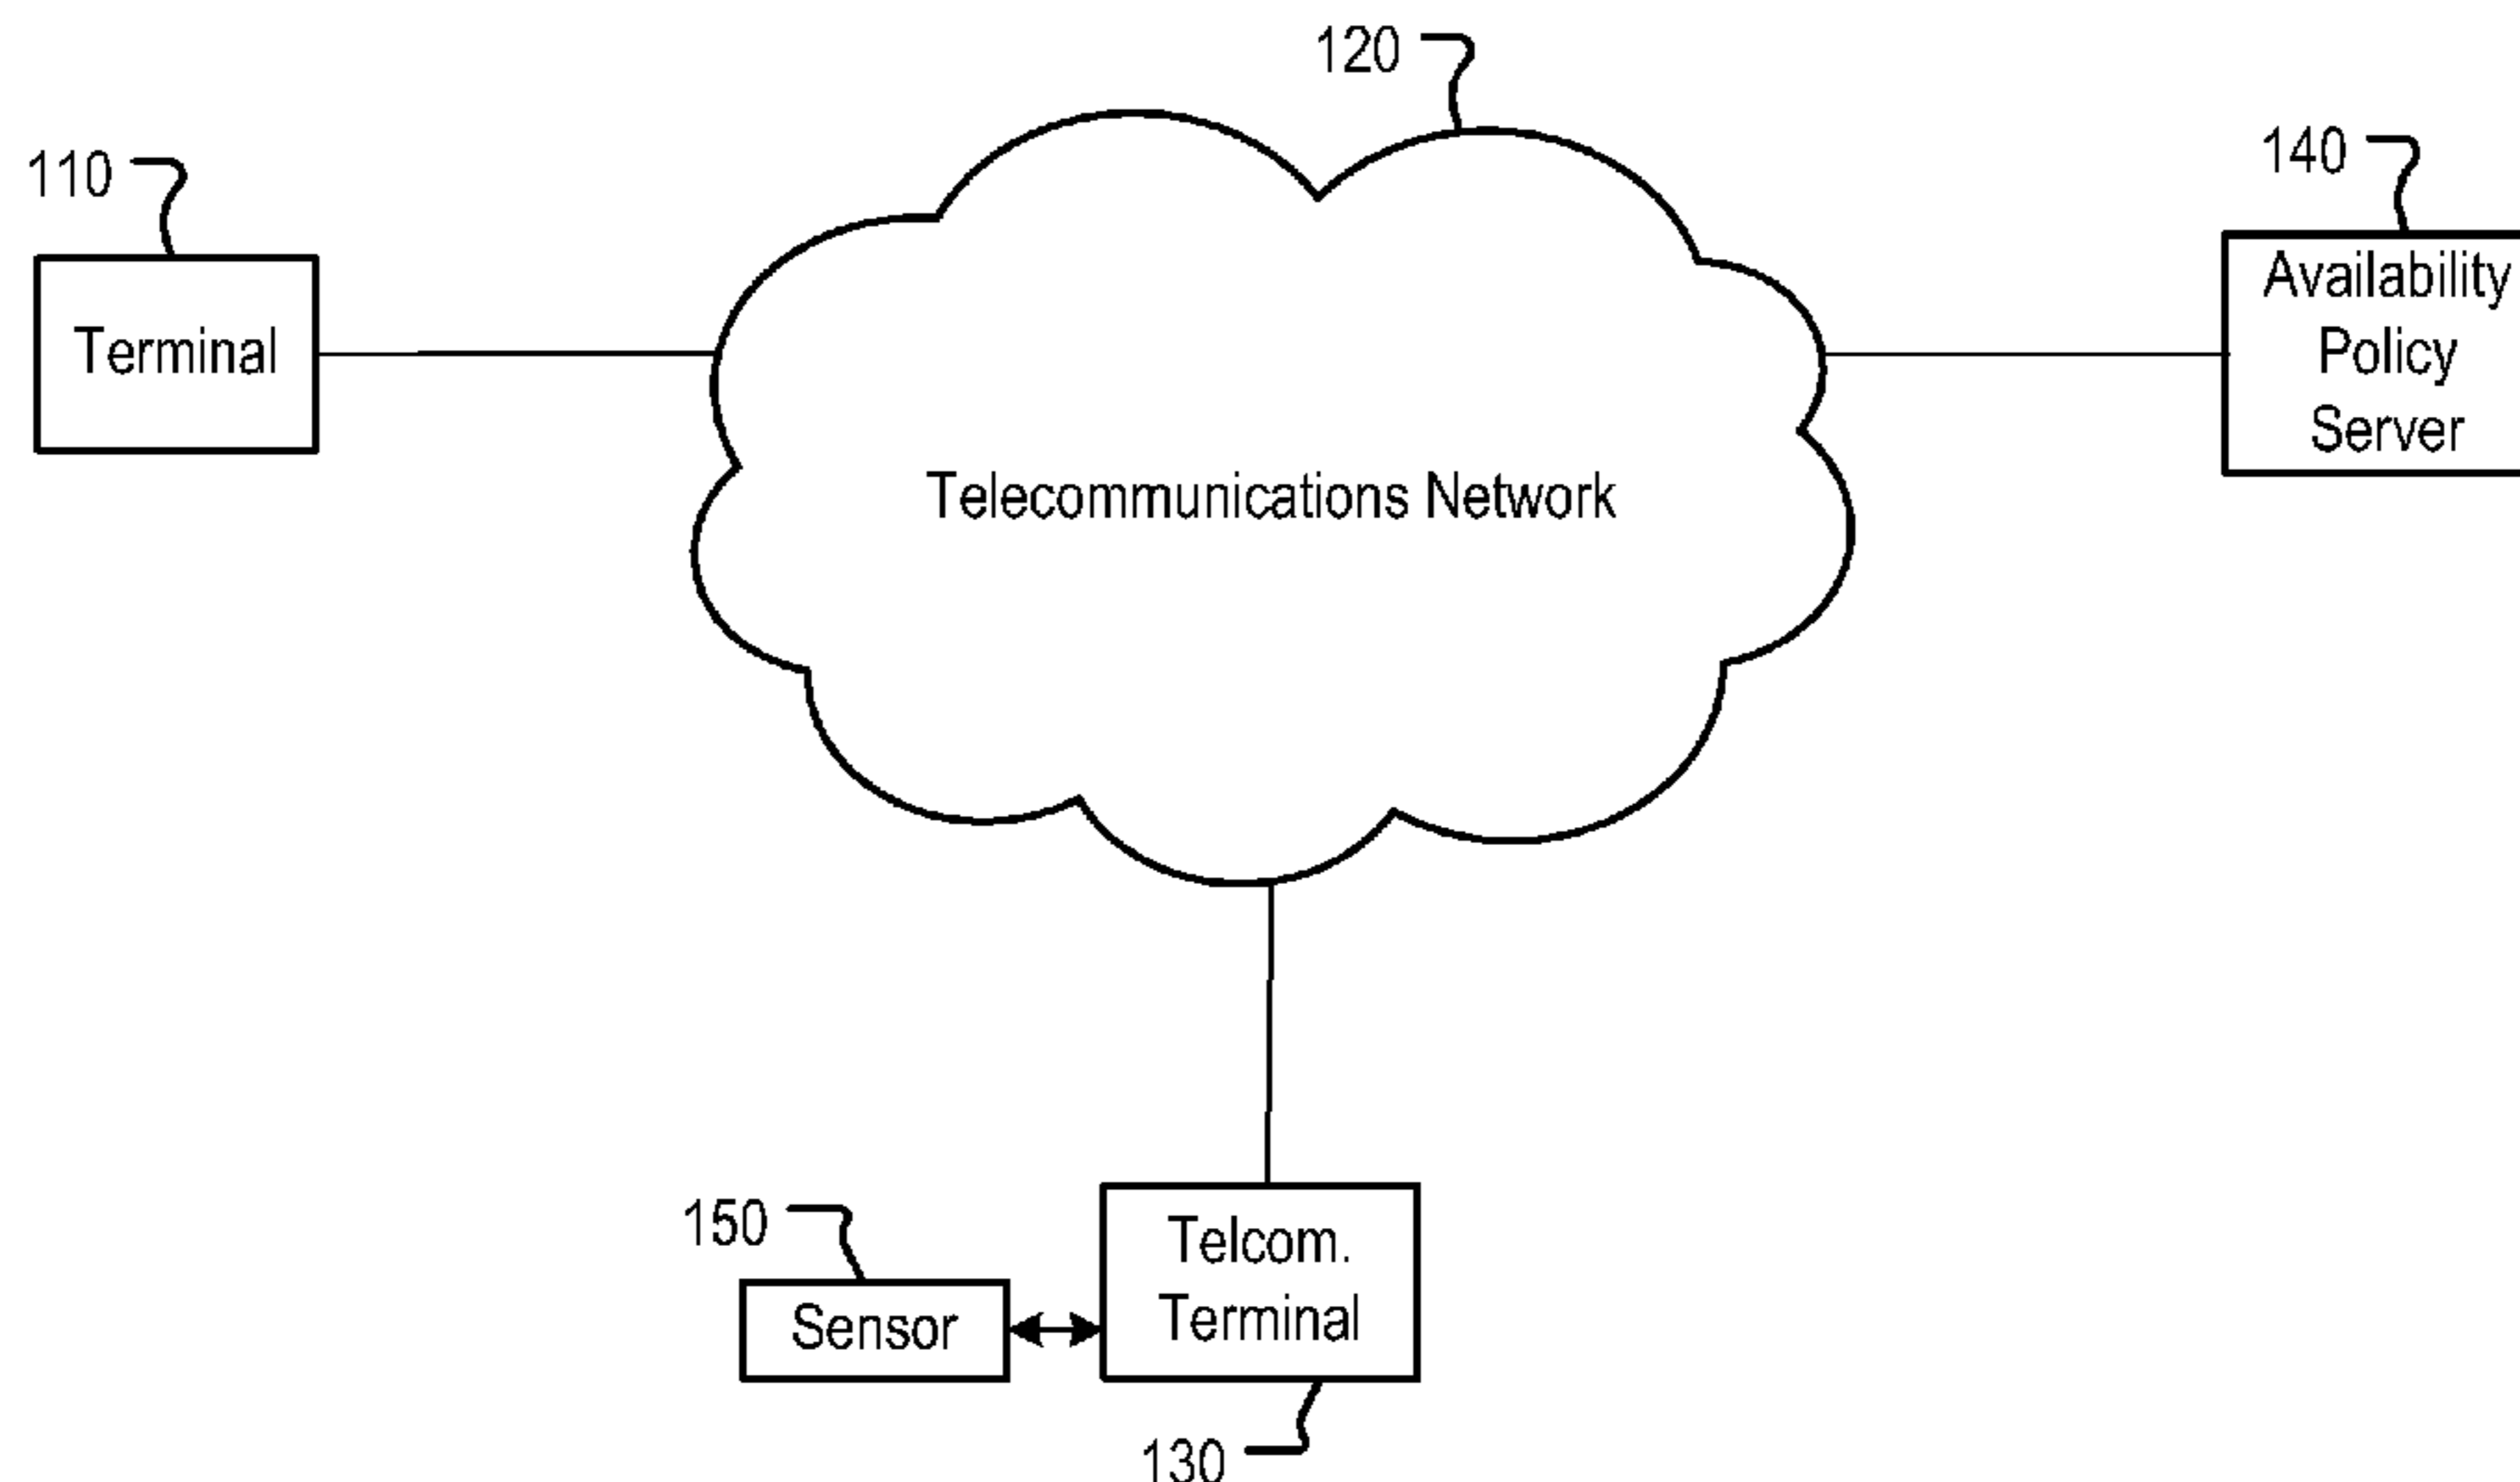 120
110
140
Terminal
Availability
Policy
Server
Telecommunications Network
150
Telcom.
Terminal
Sensor
130